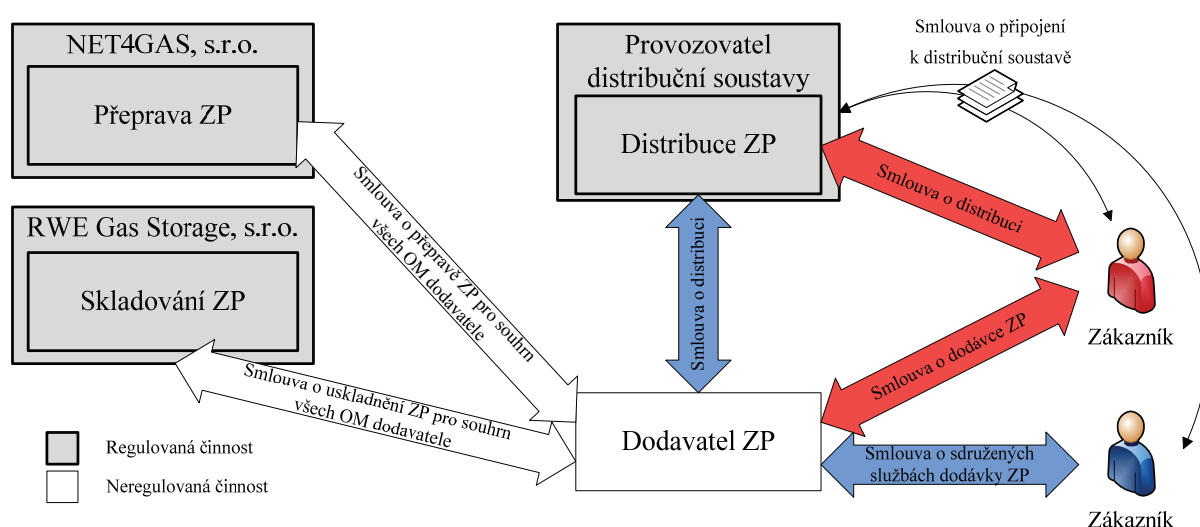 NET4GAS, s.r.o.
Přeprava ZP
RWE Gas Storage, s.r.o.
Skladování ZP
Provozovatel
distribuční soustavy
Distribuce ZP
Smlouva o připojení
k distribuční soustavě
Smlouva o přepravě ZP pro souhrn
všech OM dodavatele
Smlouva o uskladnění ZP pro souhrn
všech OM dodavatele
Smlouva o distribuci
Smlouva o distribuci
Smlouva o dodávce ZP
Zákazník
Dodavatel ZP
Smlouva o sdružených
službách dodávky ZP
Zákazník
Regulovaná činnost
Neregulovaná činnost